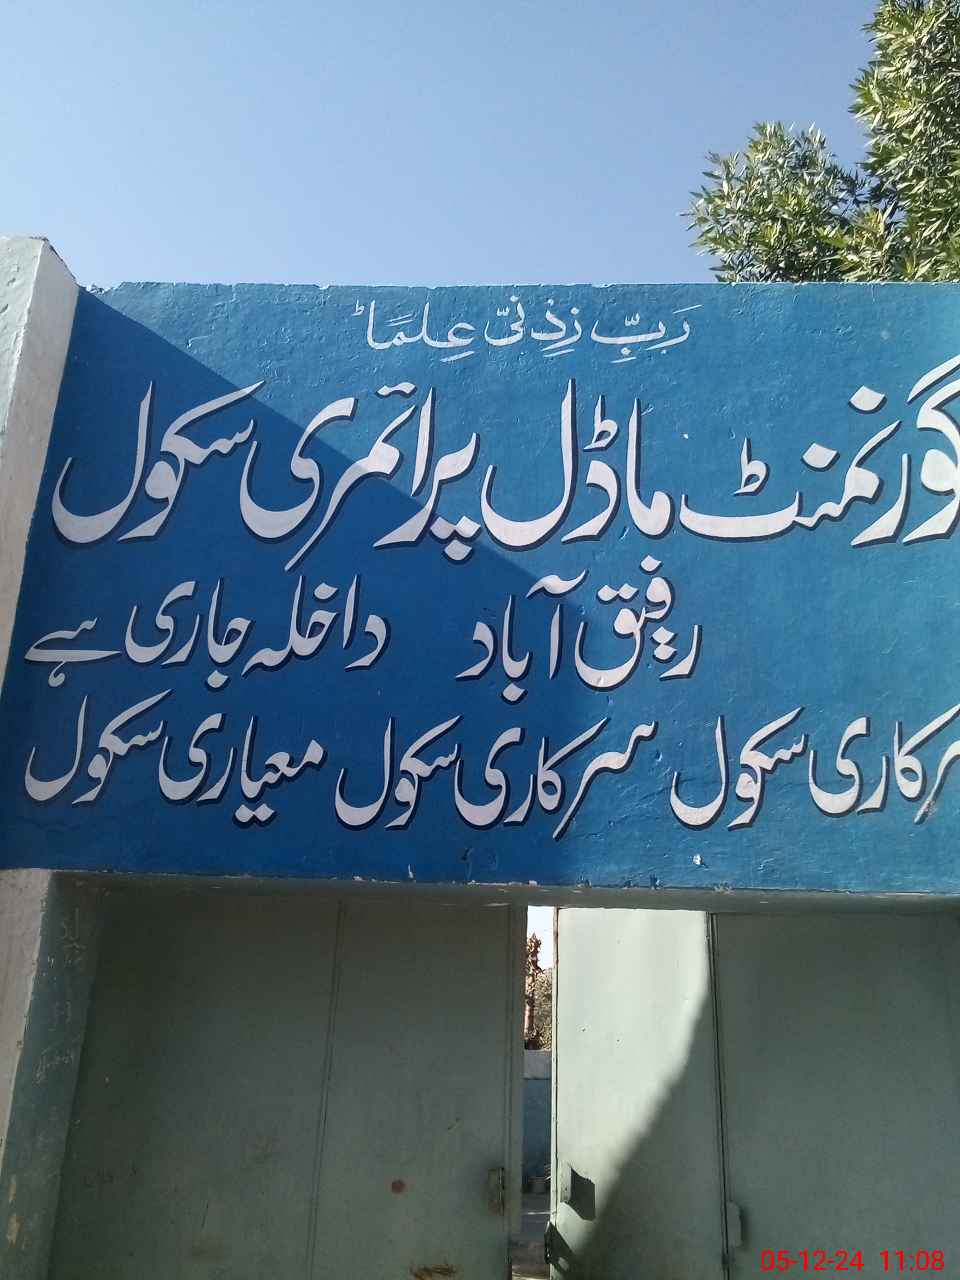 رَبِّ زِدْنِیْ عِلمًا
گورنمنٹ ماڈل پرائمری سکول
رفیق آباد داخلہ جاری ہے
سرکاری سکول سرکاری سکول معیاری سکول
05-12-24 11:08